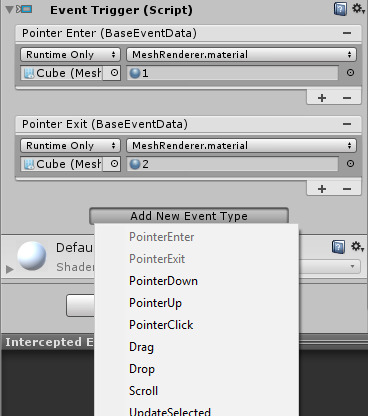 Event Trigger (Script)
Pointer Enter (BaseEventData)
Runtime Only MeshRenderer.material
Cube (Mesh 1
Pointer Exit (BaseEventData)
Runtime Only MeshRenderer.material
Cube (Mesh 2
Add New Event Type
Defau
Shader
PointerEnter
PointerExit
PointerDown
PointerUp
PointerClick
Intercepted E
Drag
Drop
Scroll
UpdateSelected